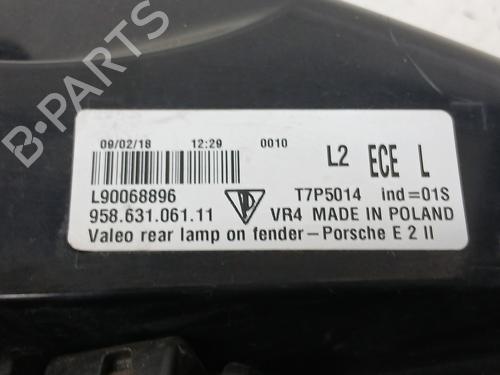 09/02/18 12:29 0010
L2 ECE L
L90068896 T7P5014 ind=01S
958.631.061.11 VR4 MADE IN POLAND
Valeo rear lamp on fender-Porsche E 2 II
B-PARTS